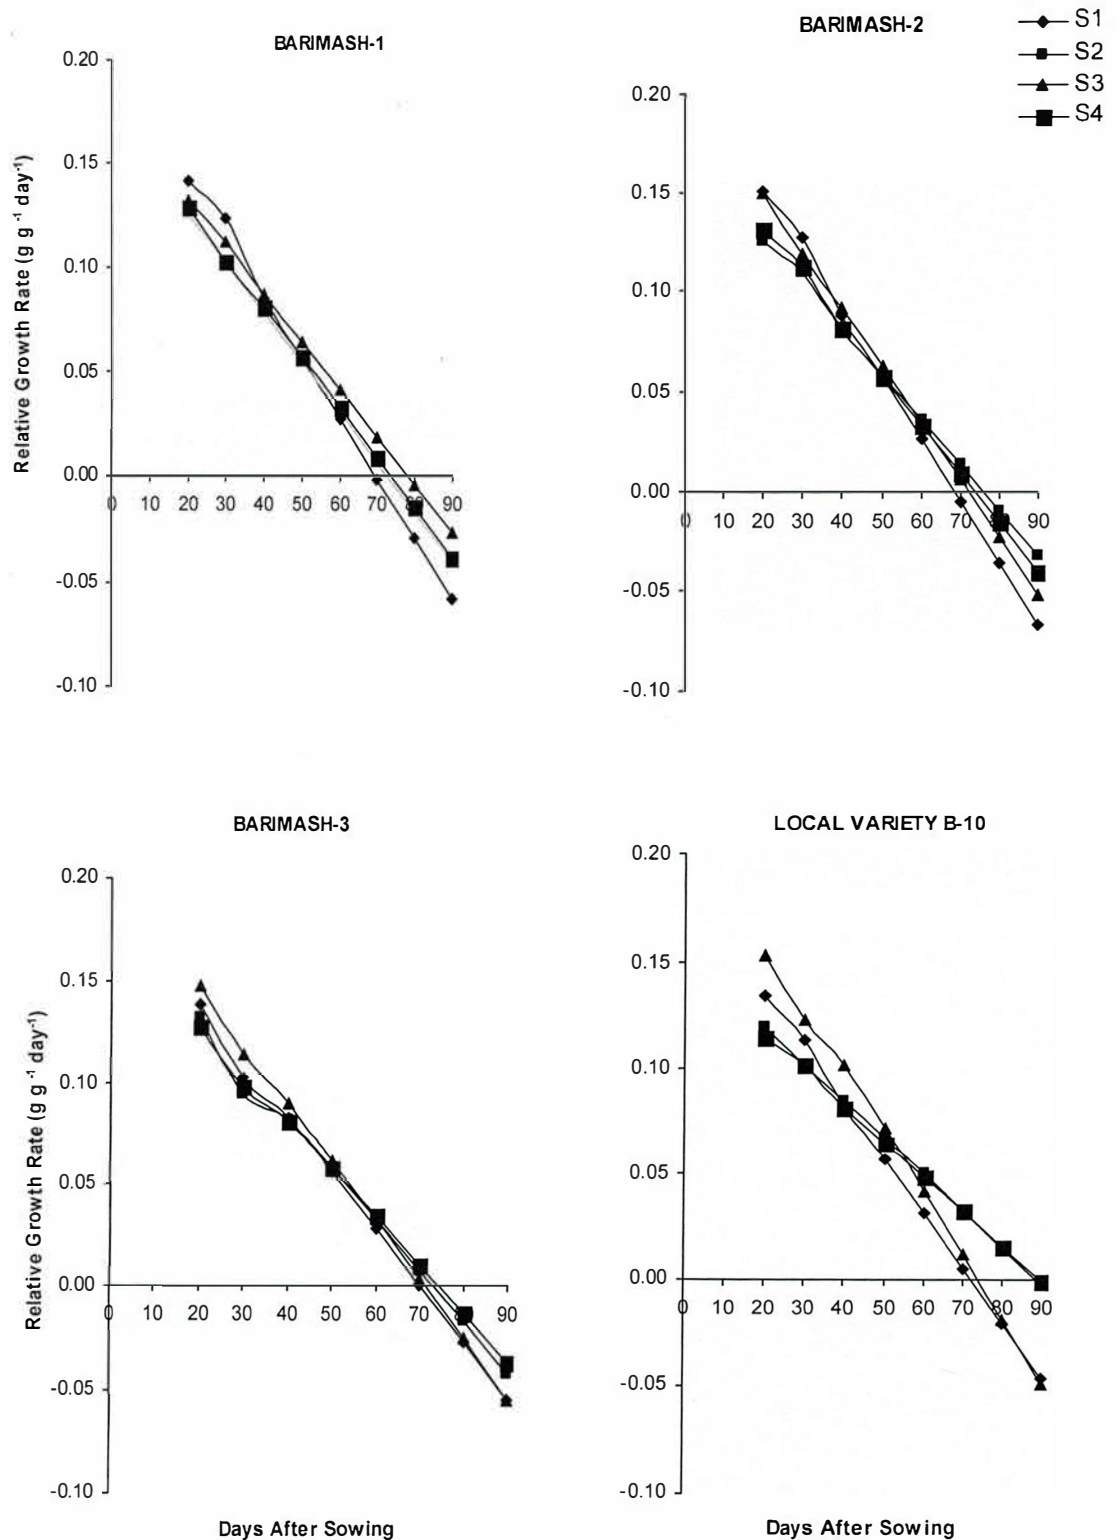 BARIMASH-1
0.20
0.15
0.10
0.05
0.00
-0.05
-0.10
0 10 20 30 40 50 60 70 80 90
Relative Growth Rate (g g -1 day-1)
BARIMASH-2
S1
S2
S3
S4
0.20
0.15
0.10
0.05
0.00
-0.05
-0.10
0 10 20 30 40 50 60 70 80 90
BARIMASH-3
0.20
0.15
0.10
0.05
0.00
-0.05
-0.10
0 10 20 30 40 50 60 70 80 90
Relative Growth Rate (g g -1 day-1)
Days After Sowing
LOCAL VARIETY B-10
0.20
0.15
0.10
0.05
0.00
-0.05
-0.10
0 10 20 30 40 50 60 70 80 90
Days After Sowing